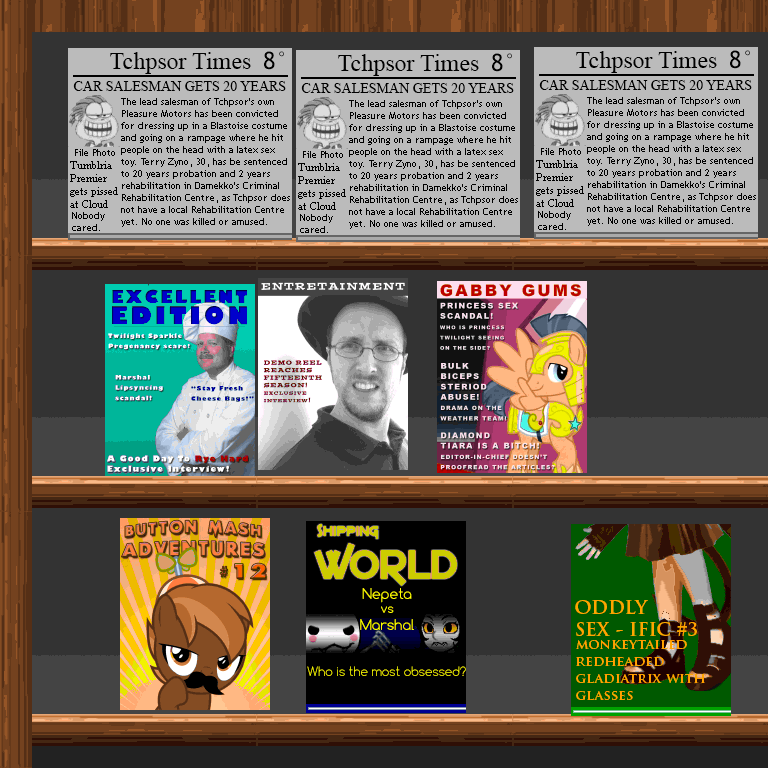 Tchpsor Times 8°
CAR SALESMAN GETS 20 YEARS
The lead salesman of Tchpsor's own
Pleasure Motors has been convicted
for dressing up in a Blastoise costume
and going on a rampage where he hit
people on the head with a latex sex
toy. Terry Zyno, 30, has be sentenced
to 20 years probation and 2 years
rehabilitation in Damekko's Criminal
Rehabilitation Centre, as Tchpsor does
not have a local Rehabilitation Centre
yet. No one was killed or amused.
File Photo
Tumblria
Premier
gets pissed
at Cloud
Nobody
cared.
Tchpsor Times 8°
CAR SALESMAN GETS 20 YEARS
The lead salesman of Tchpsor's own
Pleasure Motors has been convicted
for dressing up in a Blastoise costume
and going on a rampage where he hit
people on the head with a latex sex
toy. Terry Zyno, 30, has be sentenced
to 20 years probation and 2 years
rehabilitation in Damekko's Criminal
Rehabilitation Centre, as Tchpsor does
not have a local Rehabilitation Centre
yet. No one was killed or amused.
File Photo
Tumblria
Premier
gets pissed
at Cloud
Nobody
cared.
Tchpsor Times 8°
CAR SALESMAN GETS 20 YEARS
The lead salesman of Tchpsor's own
Pleasure Motors has been convicted
for dressing up in a Blastoise costume
and going on a rampage where he hit
people on the head with a latex sex
toy. Terry Zyno, 30, has be sentenced
to 20 years probation and 2 years
rehabilitation in Damekko's Criminal
Rehabilitation Centre, as Tchpsor does
not have a local Rehabilitation Centre
yet. No one was killed or amused.
File Photo
Tumblria
Premier
gets pissed
at Cloud
Nobody
cared.
EXCELLENT
EDITION
Twilight Sparkle
Pregonancy scare!
Marshal
Lipsyncing
scandal!
"Stay Fresh
Cheese Bags!"
A Good Day To Rye Hard
Exclusive Interview!
ENTRETAINMENT
DEMO REEL
REACHES
FIFTEENTH
SEASON!
EXCLUSIVE
INTERVIEW!
GABBY GUMS
PRINCESS SEX
SCANDAL!
WHO IS PRINCESS
TWILIGHT SEEING
ON THE SIDE?
BULK
BICEPS
STERIOD
ABUSE!
DRAMA ON THE
WEATHER TEAM!
DIAMOND
TIARA IS A BITCH!
EDITOR-IN-CHIEF DOESN'T
PROOFREAD THE ARTICLES?
BUTTON MASH
ADVENTURES
#12
SHIPPING
WORLD
Nepeta
vs
Marshal
Who is the most obsessed?
ODDLY
SEX - IFIC #3
MONKEYTAILED
REDHEADED
GLADIATRIX WITH
GLASSES